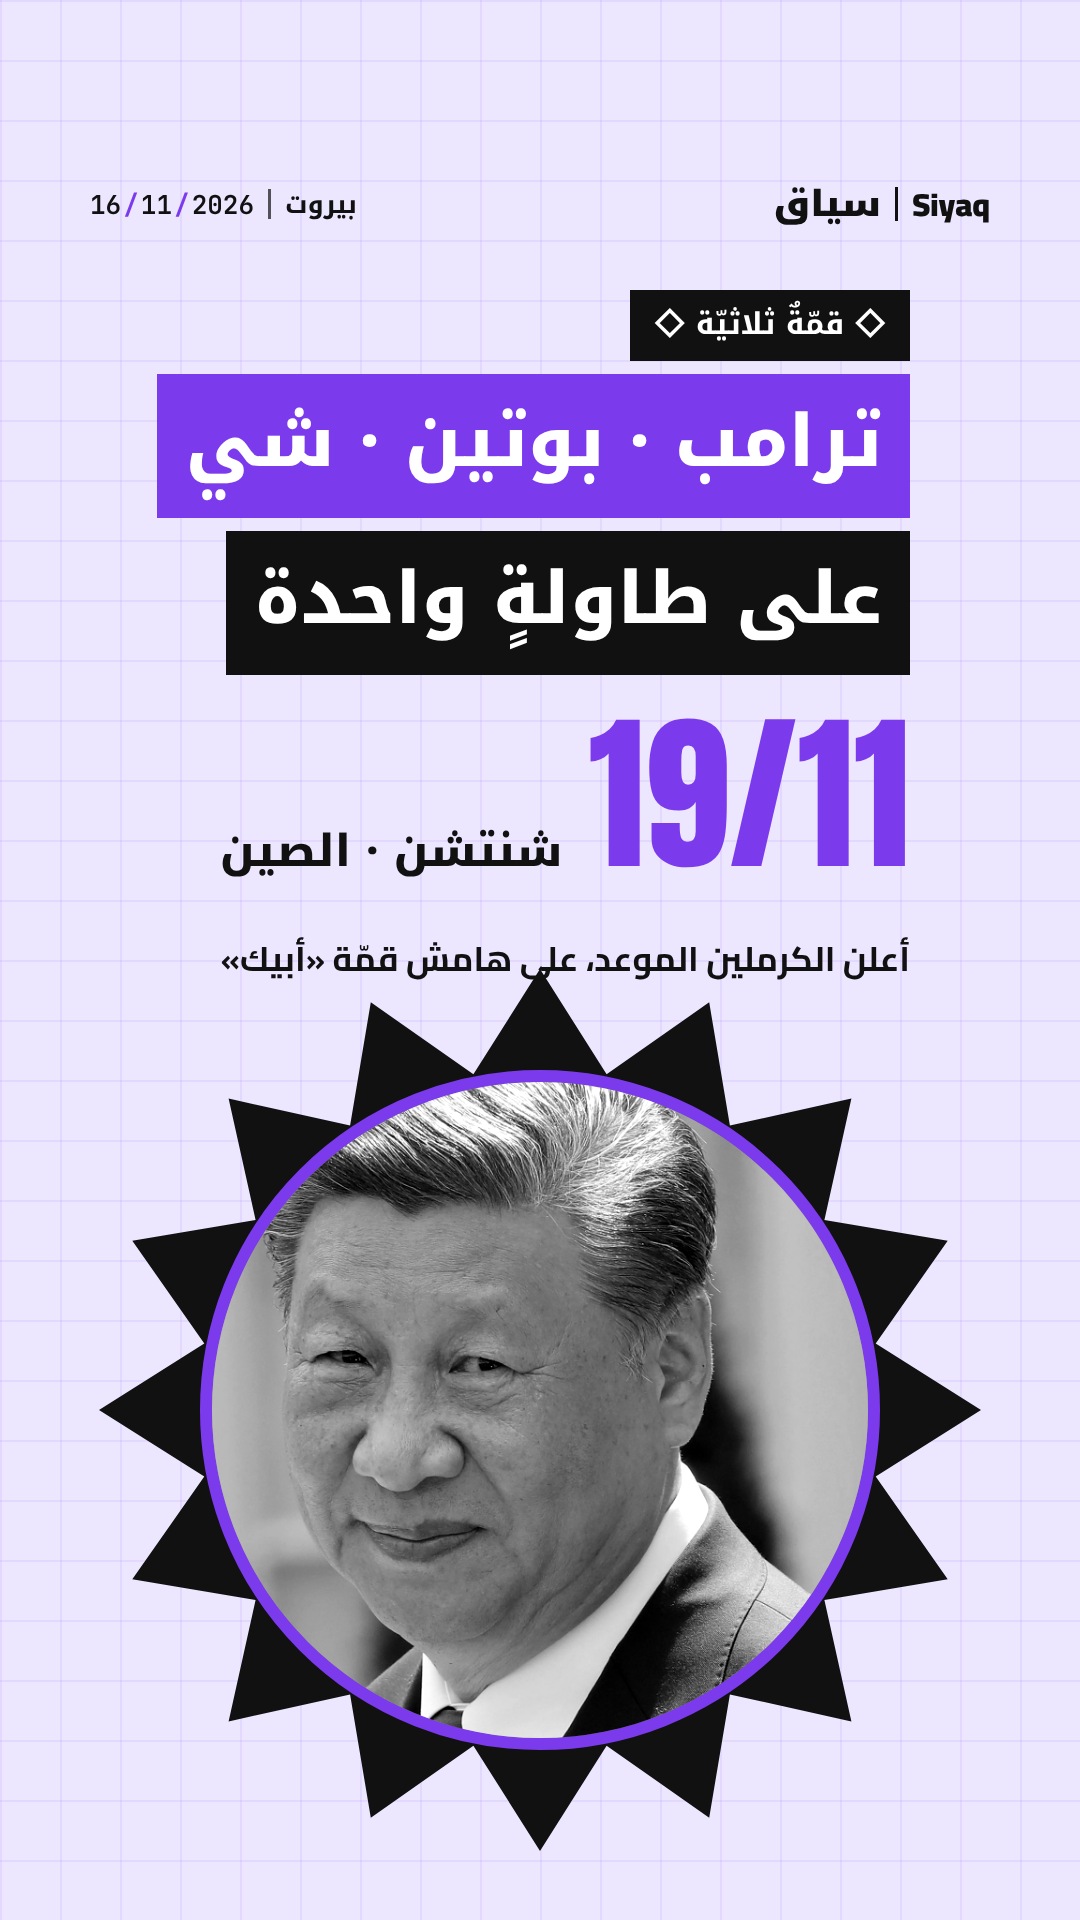 سياق | Siyaq
بيروت | 16/11/2026
◇ قمّةٌ ثلاثيّة ◇
ترامب · بوتين · شي
على طاولةٍ واحدة
19/11
شنتشن · الصين
أعلن الكرملين الموعد، على هامش قمّة «أبيك»